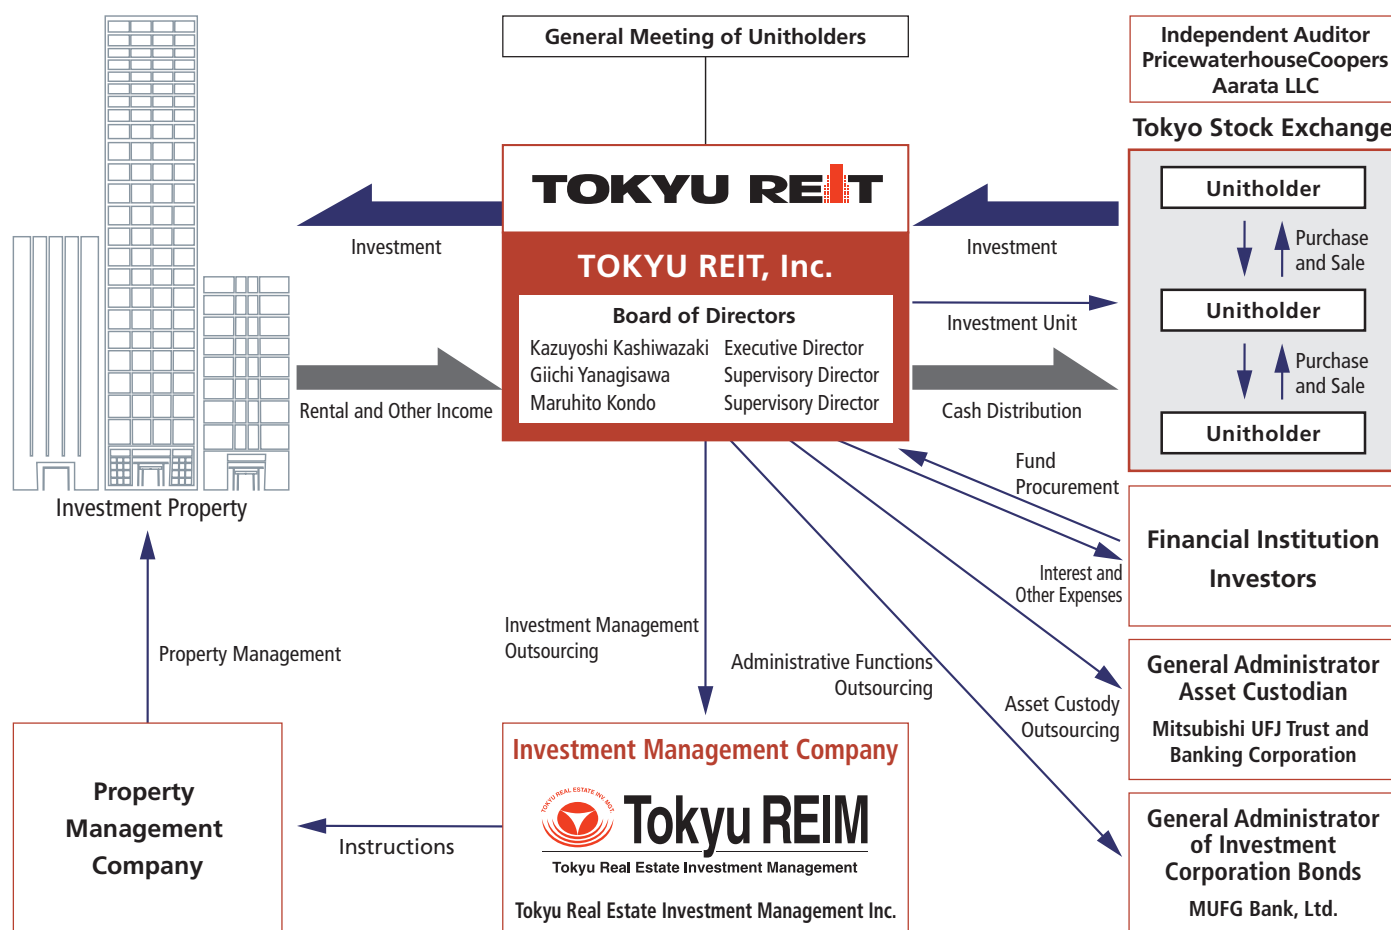 General Meeting of Unitholders
Independent Auditor
PricewaterhouseCoopers
Aarata LLC
Tokyo Stock Exchange
TOKYU REIT
TOKYU REIT, Inc.
Board of Directors
Kazuyoshi Kashiwazaki Executive Director
Giichi Yanagisawa Supervisory Director
Maruhito Kondo Supervisory Director
Investment
Rental and Other Income
Investment Property
Investment
Investment Unit
Cash Distribution
Unitholder
Purchase
and Sale
Unitholder
Purchase
and Sale
Unitholder
Fund
Procurement
Interest and
Other Expenses
Financial Institution
Investors
Property Management
Investment Management
Outsourcing
Administrative Functions
Outsourcing
Asset Custody
Outsourcing
General Administrator
Asset Custodian
Mitsubishi UFJ Trust and
Banking Corporation
Property
Management
Company
Instructions
Investment Management Company
TOKYU REAL ESTATE INV. MGT.
Tokyu REIM
Tokyu Real Estate Investment Management
Tokyu Real Estate Investment Management Inc.
General Administrator
of Investment
Corporation Bonds
MUFG Bank, Ltd.